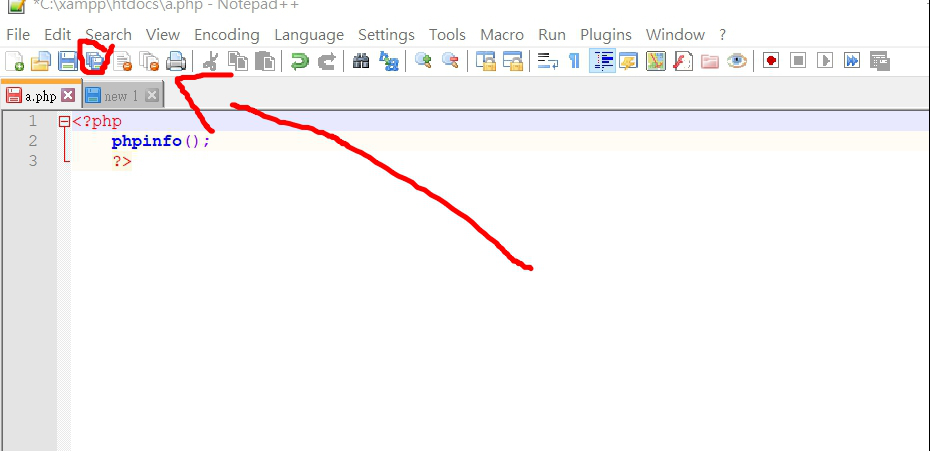 *C:\xampp\htdocs\a.php - Notepad++
File Edit Search View Encoding Language Settings Tools Macro Run Plugins Window ?
a.php new 1
1 <?php
2 phpinfo();
3 ?>